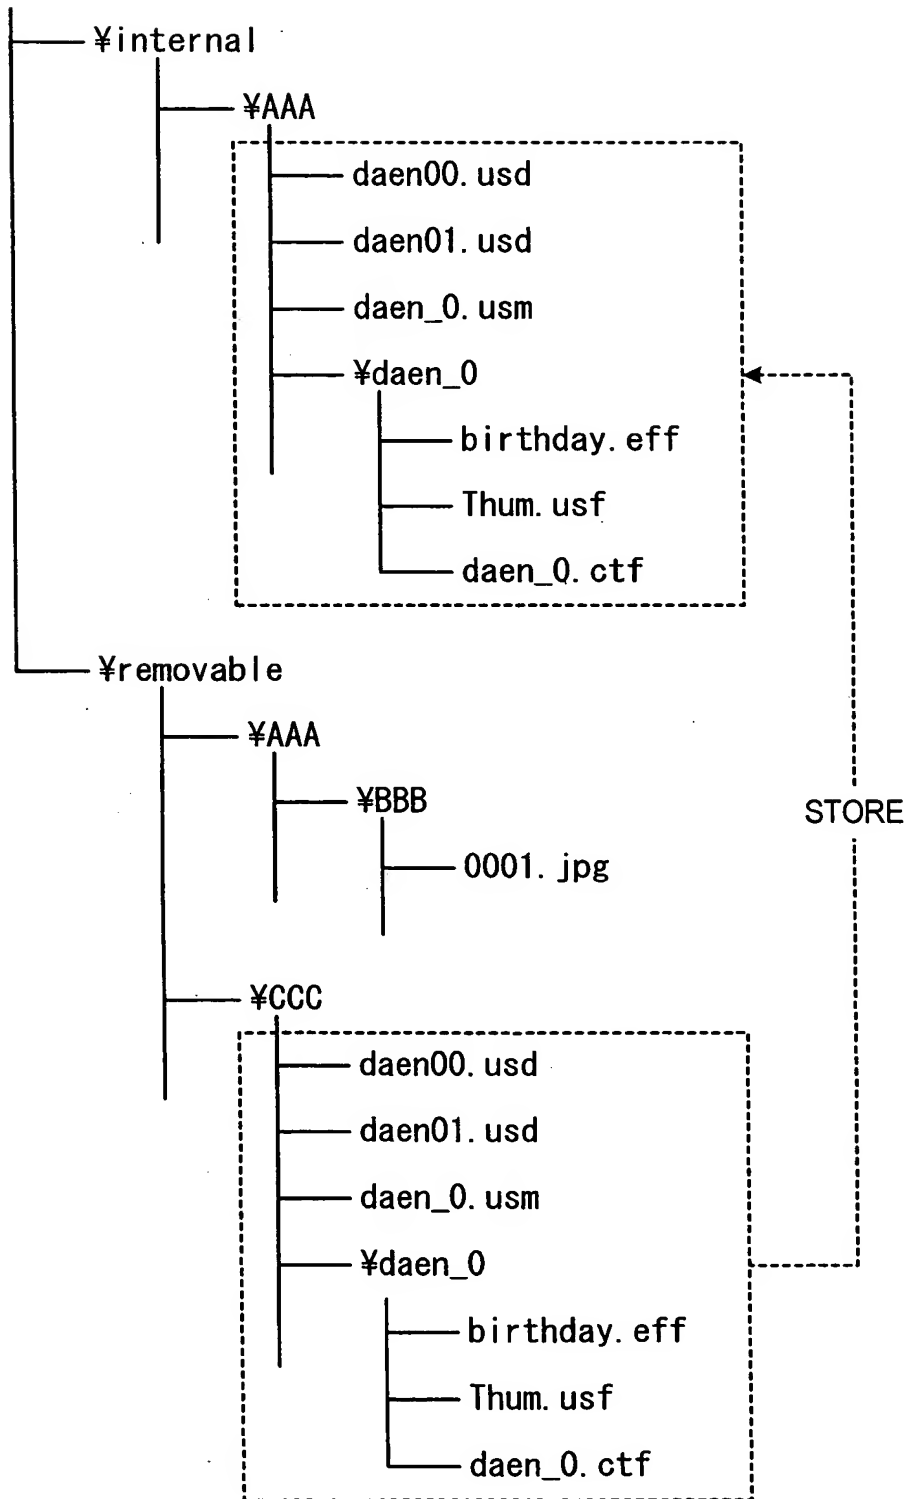 ¥internal
¥AAA
daen00.usd
daen01.usd
daen_0.usm
¥daen_0
birthday.eff
Thum.usf
daen_0.ctf
¥removable
¥AAA
¥BBB
STORE
0001.jpg
¥CCC
daen00.usd
daen01.usd
daen_0.usm
¥daen_0
birthday.eff
Thum.usf
daen_0.ctf